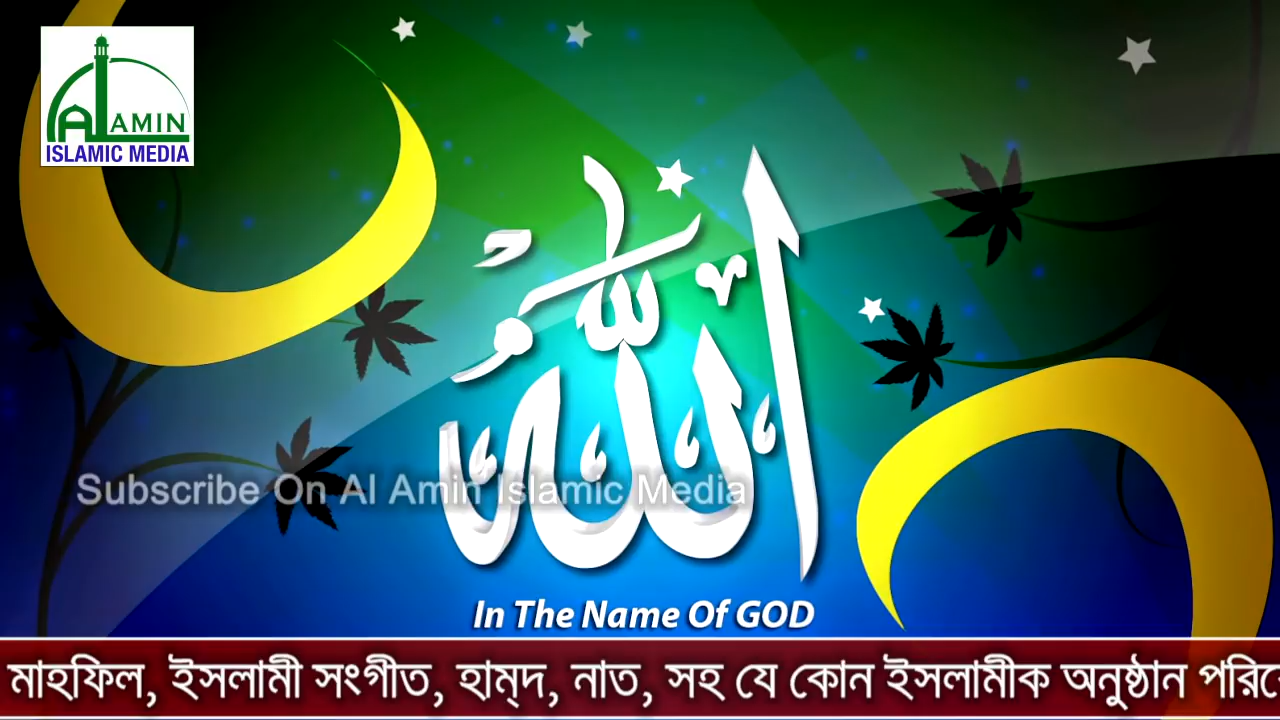 AL AMIN
ISLAMIC MEDIA
الله
Subscribe On Al Amin Islamic Media
In The Name Of GOD
মাহফিল, ইসলামী সংগীত, হাম্‌দ, নাত, সহ যে কোন ইসলামীক অনুষ্ঠান